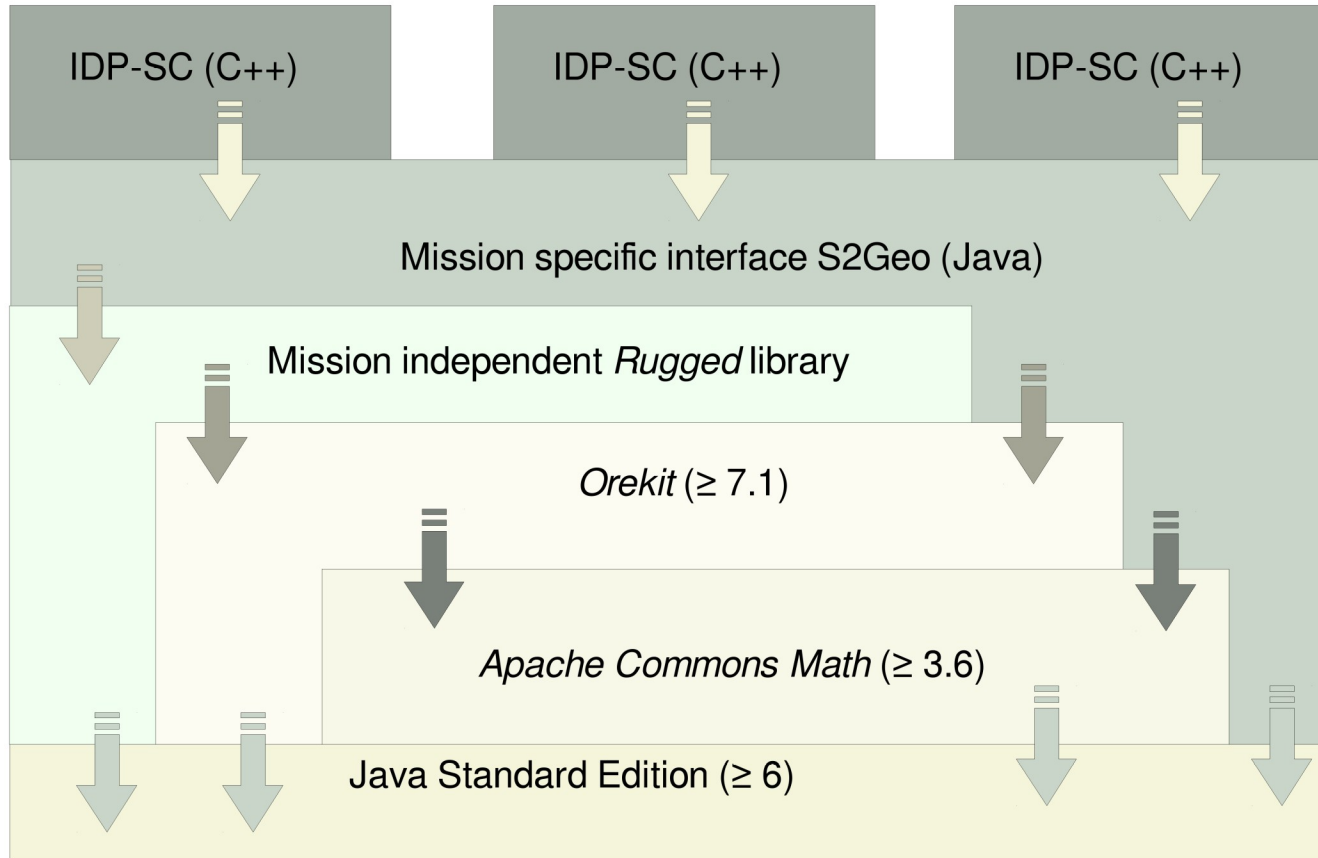 IDP-SC (C++)
IDP-SC (C++)
IDP-SC (C++)
Mission specific interface S2Geo (Java)
Mission independent Rugged library
Orekit (≥ 7.1)
Apache Commons Math (≥ 3.6)
Java Standard Edition (≥ 6)